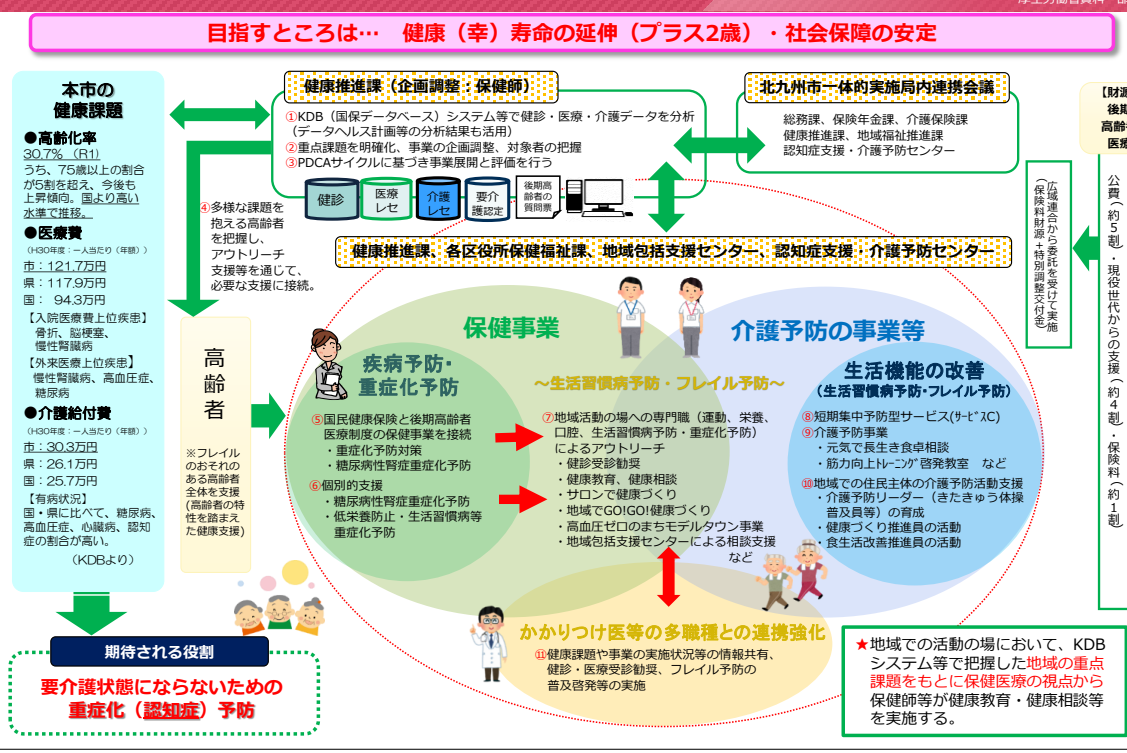 厚生労働省資料
目指すところは… 健康（幸）寿命の延伸（プラス2歳）・社会保障の安定
本市の
健康課題
●高齢化率
30.7% （R1）
うち、75歳以上の割合
が5割を超え、今後も
上昇傾向。国より高い
水準で推移。
●医療費
（H30年度：一人当たり（年額））
市：121.7万円
県：117.9万円
国： 94.3万円
【入院医療費上位疾患】
骨折、脳梗塞、
慢性腎臓病
【外来医療上位疾患】
慢性腎臓病、高血圧症、
糖尿病
●介護給付費
（H30年度：一人当たり（年額））
市：30.3万円
県：26.1万円
国：25.7万円
【有病状況】
国・県に比べて、糖尿病、
高血圧症、心臓病、認知
症の割合が高い。
（KDBより）
期待される役割
要介護状態にならないための
重症化（認知症）予防
健康推進課（企画調整：保健師）
①KDB（国保データベース）システム等で健診・医療・介護データを分析
（データヘルス計画等の分析結果も活用）
②重点課題を明確化、事業の企画調整、対象者の把握
③PDCAサイクルに基づき事業展開と評価を行う
健診
医療
レセ
介護
レセ
要介
護認定
後期高
齢者の
質問票
北九州市一体的実施局内連携会議
総務課、保険年金課、介護保険課
健康推進課、地域福祉推進課
認知症支援・介護予防センター
④多様な課題を
抱える高齢者
を把握し、
アウトリーチ
支援等を通じて、
必要な支援に接続。
高齢者
※フレイル
のおそれの
ある高齢者
全体を支援
(高齢者の特
性を踏まえ
た健康支援)
健康推進課、各区役所保健福祉課、地域包括支援センター、認知症支援・介護予防センター
保健事業
介護予防の事業等
疾病予防・
重症化予防
⑤国民健康保険と後期高齢者
医療制度の保健事業を接続
・重症化予防対策
・糖尿病性腎症重症化予防
⑥個別的支援
・糖尿病性腎症重症化予防
・低栄養防止・生活習慣病等
重症化予防
～生活習慣病予防・フレイル予防～
⑦地域活動の場への専門職（運動、栄養、
口腔、生活習慣病予防・重症化予防）
によるアウトリーチ
・健診受診勧奨
・健康教育、健康相談
・サロンで健康づくり
・地域でGO!GO!健康づくり
・高血圧ゼロのまちモデルタウン事業
・地域包括支援センターによる相談支援
など
生活機能の改善
（生活習慣病予防・フレイル予防）
⑧短期集中予防型サービス(ｻｰﾋﾞｽC)
⑨介護予防事業
・元気で長生き食卓相談
・筋力向上ﾄﾚｰﾆﾝｸﾞ啓発教室 など
⑩地域での住民主体の介護予防活動支援
・介護予防リーダー（きたきゅう体操
普及員等）の育成
・健康づくり推進員の活動
・食生活改善推進員の活動
かかりつけ医等の多職種との連携強化
⑪健康課題や事業の実施状況等の情報共有、
健診・医療受診勧奨、フレイル予防の
普及啓発等の実施
★地域での活動の場において、KDB
システム等で把握した地域の重点
課題をもとに保健医療の視点から
保健師等が健康教育・健康相談等
を実施する。
広域連合から委託を受けて実施
（保険料財源＋特別調整交付金）
【財源
後期
高齢者
医療
公費（約５割）・現役世代からの支援（約４割）・保険料（約１割）